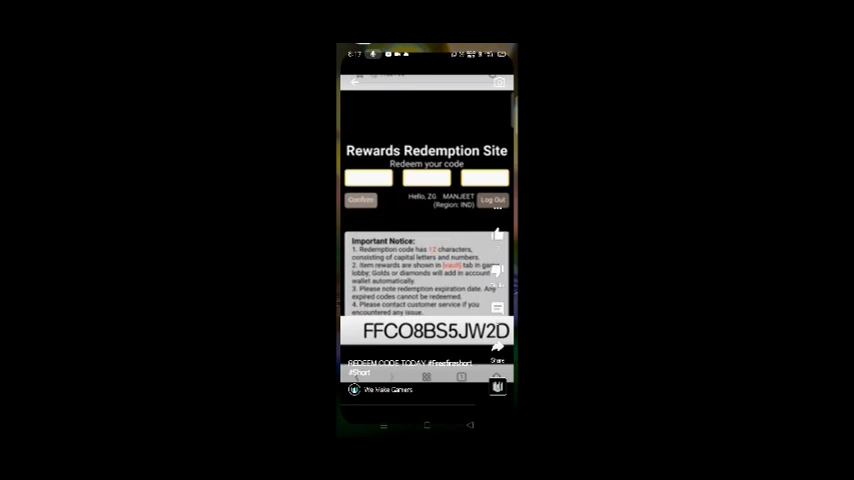 8:17
Rewards Redemption Site
Redeem your code
Hello, ZG MANJEET
(Region: IND)
Confirm
Log Out
Important Notice:
1. Redemption code has 12 characters,
consisting of capital letters and numbers.
2. Item rewards are shown in [vault] tab in game
lobby; Golds or diamonds will add in account
wallet automatically.
3. Please note redemption expiration date. Any
expired codes cannot be redeemed.
4. Please contact customer service if you
encountered any issue.
FFCO8BS5JW2D
Share
REDEEM CODE TODAY #Freefireshort
#Short
We Make Gamers